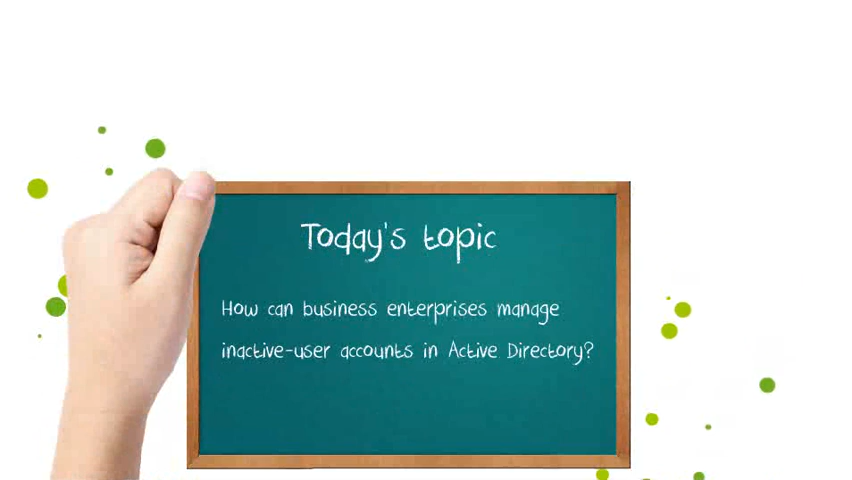 Today's topic
How can business enterprises manage
inactive-user accounts in Active Directory?